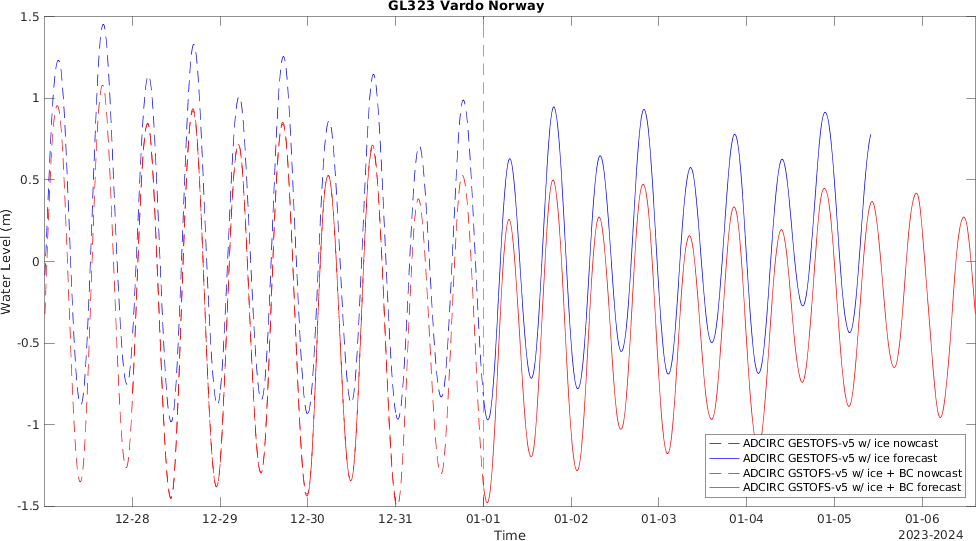 GL323 Vardo Norway
1.5
1
0.5
0
-0.5
-1
-1.5
Water Level (m)
12-28 12-29 12-30 12-31 01-01 01-02 01-03 01-04 01-05 01-06
Time
2023-2024
ADCIRC GESTOFS-v5 w/ ice nowcast
ADCIRC GESTOFS-v5 w/ ice forecast
ADCIRC GSTOFS-v5 w/ ice + BC nowcast
ADCIRC GSTOFS-v5 w/ ice + BC forecast